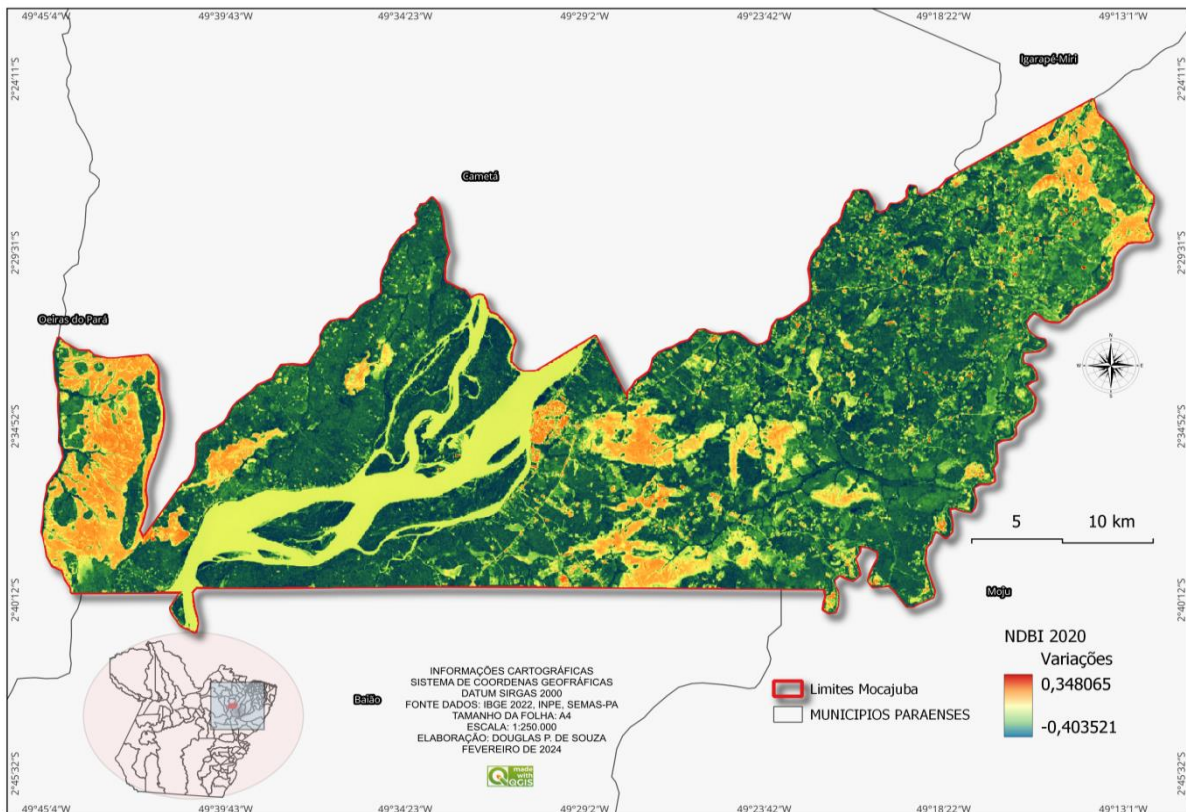 49°45'4"W 49°39'43"W 49°34'23"W 49°29'2"W 49°23'42"W 49°18'22"W 49°13'1"W
2°24'11"S 2°24'11"S
Igarapé-Miri
Cametá
2°29'31"S 2°29'31"S
Oeiras do Pará
N
W E
S
2°34'52"S 2°34'52"S
5 10 km
2°40'12"S 2°40'12"S
Moju
NDBI 2020
Variações
0,348065
-0,403521
Limites Mocajuba
MUNICIPIOS PARAENSES
Baião
INFORMAÇÕES CARTOGRÁFICAS
SISTEMA DE COORDENAS GEOFRÁFICAS
DATUM SIRGAS 2000
FONTE DADOS: IBGE 2022, INPE, SEMAS-PA
TAMANHO DA FOLHA: A4
ESCALA: 1:250.000
ELABORAÇÃO: DOUGLAS P. DE SOUZA
FEVEREIRO DE 2024
made
with
QGIS
2°45'32"S 2°45'32"S
49°45'4"W 49°39'43"W 49°34'23"W 49°29'2"W 49°23'42"W 49°18'22"W 49°13'1"W